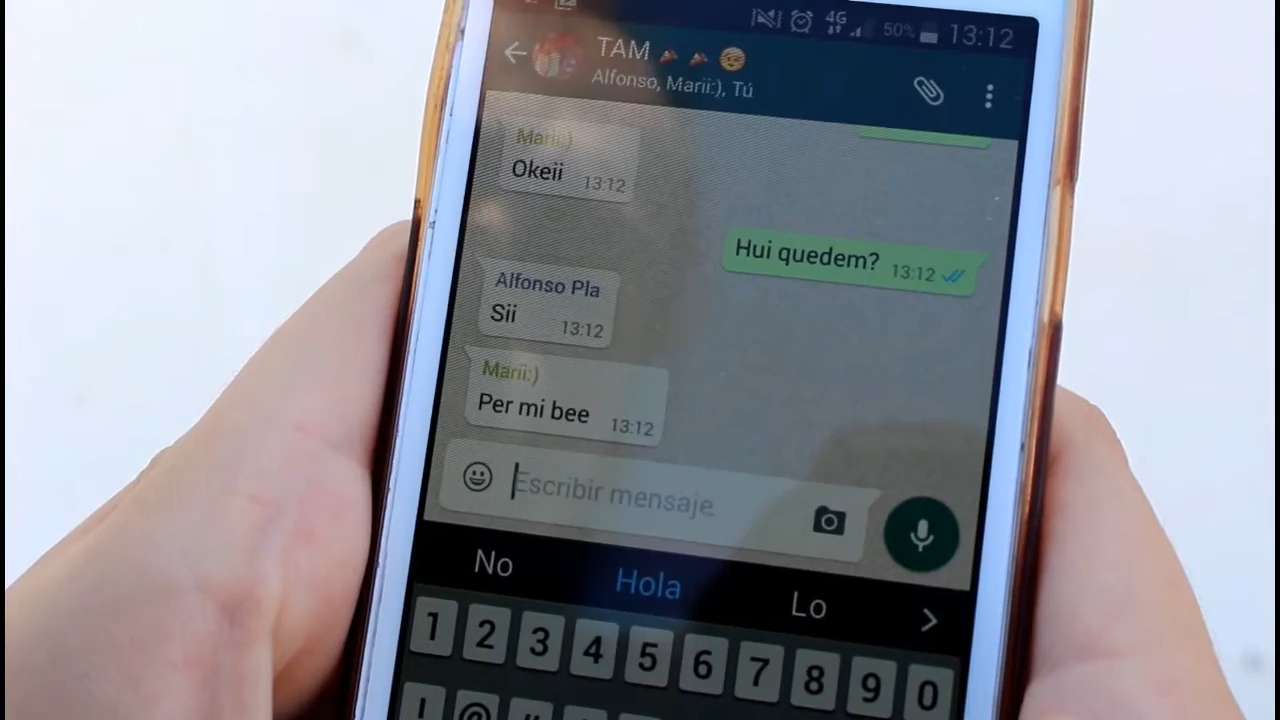 4G 50% 13:12
TAM
Alfonso, Marii:), Tú
Marii:)
Okeii 13:12
Hui quedem? 13:12
Alfonso Pla
Sii 13:12
Marii:)
Per mi bee 13:12
Escribir mensaje
No Hola Lo >
1 2 3 4 5 6 7 8 9 0
! @